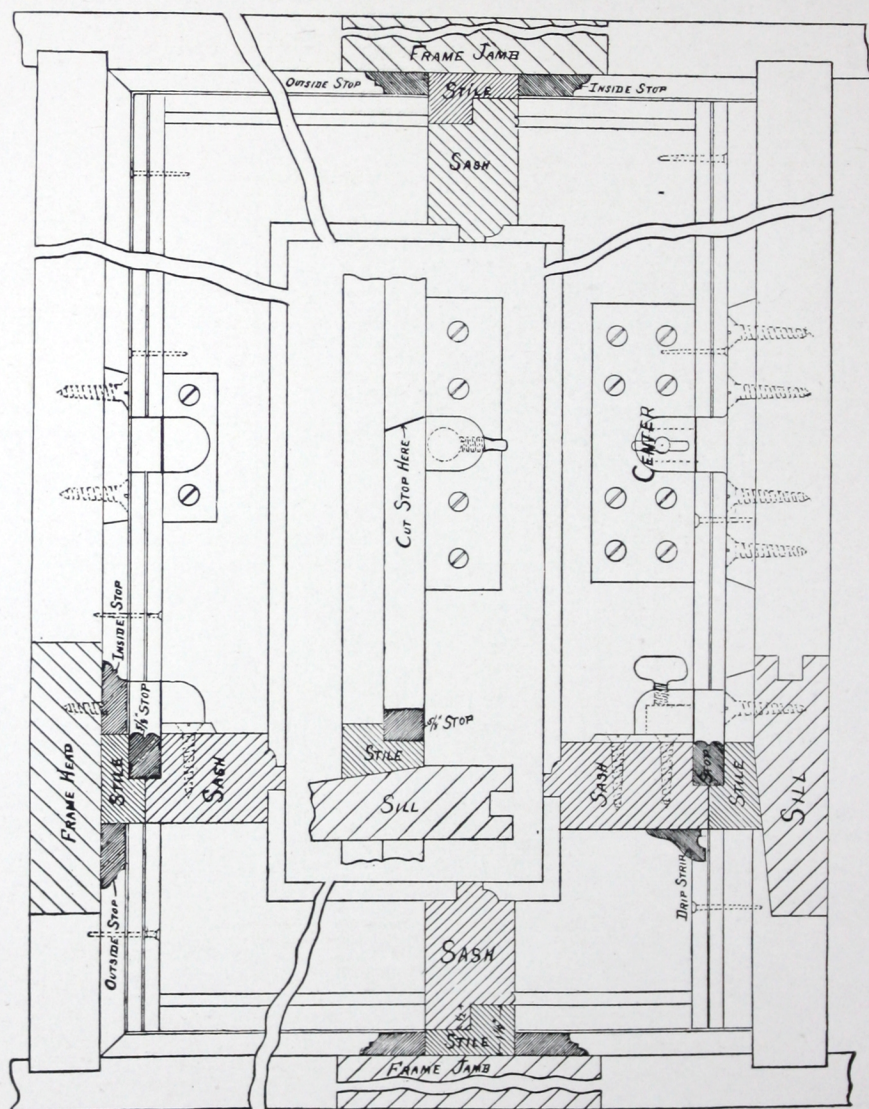 FRAME JAMB
OUTSIDE STOP
STILE
INSIDE STOP
SASH
CUT STOP HERE
CENTER
INSIDE STOP
5/8" STOP
5/8" STOP
STILE
FRAME HEAD
STILE
SASH
SILL
SASH
STOP
STILE
SILL
OUTSIDE STOP
DRIP STRIP
SASH
STILE
FRAME JAMB